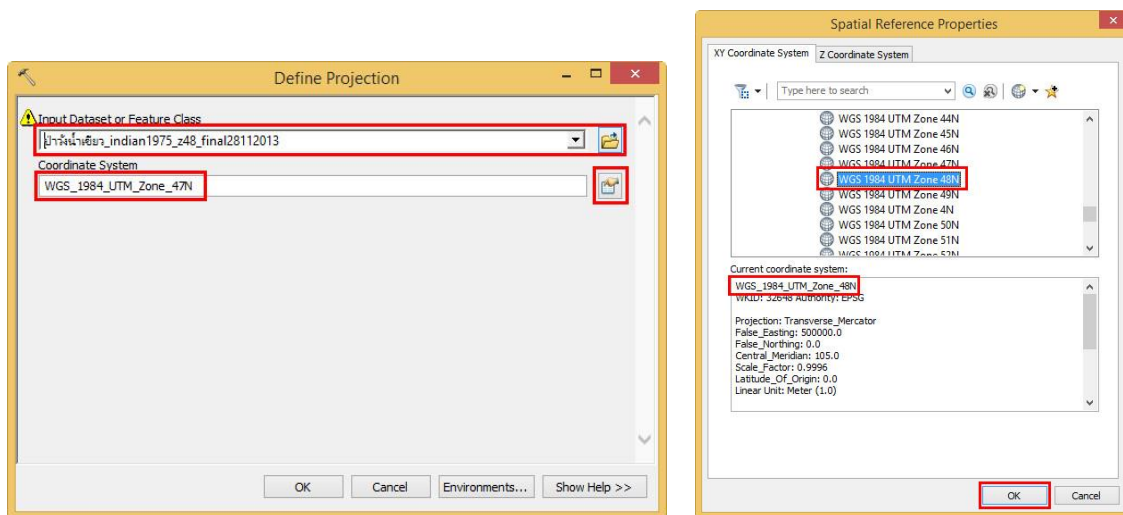 Define Projection
Input Dataset or Feature Class
ป่าวังน้ำเขียว_indian1975_z48_final28112013
Coordinate System
WGS_1984_UTM_Zone_47N
OK
Cancel
Environments...
Show Help >>
Spatial Reference Properties
XY Coordinate System
Z Coordinate System
Type here to search
WGS 1984 UTM Zone 44N
WGS 1984 UTM Zone 45N
WGS 1984 UTM Zone 46N
WGS 1984 UTM Zone 47N
WGS 1984 UTM Zone 48N
WGS 1984 UTM Zone 49N
WGS 1984 UTM Zone 4N
WGS 1984 UTM Zone 50N
WGS 1984 UTM Zone 51N
WGS 1984 UTM Zone 52N
Current coordinate system:
WGS_1984_UTM_Zone_48N
WKID: 32648 Authority: EPSG
Projection: Transverse_Mercator
False_Easting: 500000.0
False_Northing: 0.0
Central_Meridian: 105.0
Scale_Factor: 0.9996
Latitude_Of_Origin: 0.0
Linear Unit: Meter (1.0)
OK
Cancel